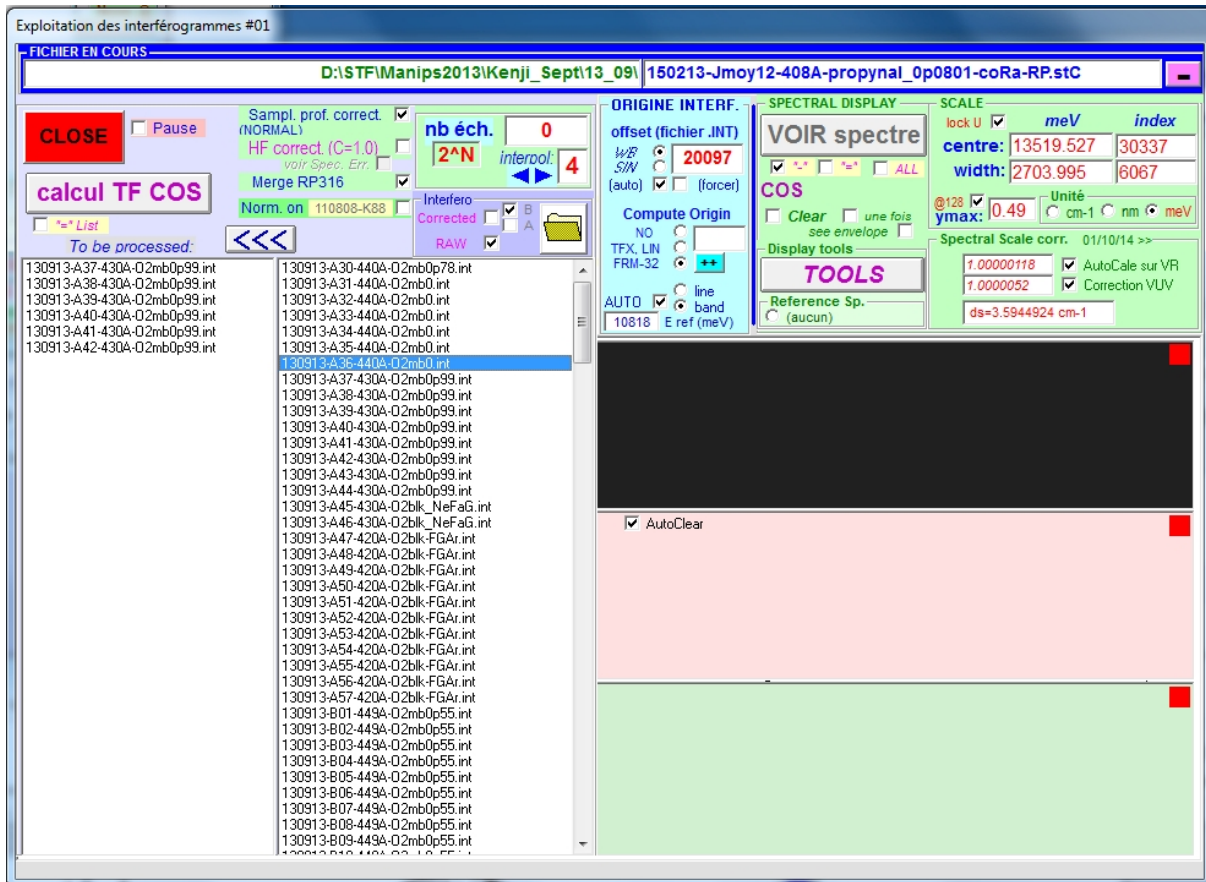 Exploitation des interférogrammes #01
FICHIER EN COURS
D:\STF\Manips2013\Kenji_Sept\13_09\ 150213-Jmoy12-408A-propynal_0p0801-coRa-RP.stC
CLOSE
Pause
calcul TF COS
"=" List
To be processed:
<<<
Sampl. prof. correct.
(NORMAL)
HF correct. (C=1.0)
voir Spec. Err.
Merge RP316
Norm. on 110808-K88
nb éch. 0
2^N interpol: 4
Interfero
Corrected B
A
RAW
ORIGINE INTERF.
offset (fichier .INT)
WB
SIN
20097
(auto) (forcer)
Compute Origin
NO
TFX, LIN
FRM-32 ++
line
AUTO band
10818 E ref (meV)
SPECTRAL DISPLAY
VOIR spectre
"-" "=" ALL
COS
Clear une fois
see envelope
Display tools
TOOLS
Reference Sp.
(aucun)
SCALE
lock U meV index
centre: 13519.527 30337
width: 2703.995 6067
@128
ymax: 0.49
Unité
cm-1 nm meV
Spectral Scale corr. 01/10/14 >>
1.00000118 AutoCale sur VR
1.0000052 Correction VUV
ds=3.5944924 cm-1
130913-A37-430A-O2mb0p99.int
130913-A38-430A-O2mb0p99.int
130913-A39-430A-O2mb0p99.int
130913-A40-430A-O2mb0p99.int
130913-A41-430A-O2mb0p99.int
130913-A42-430A-O2mb0p99.int
130913-A30-440A-O2mb0p78.int
130913-A31-440A-O2mb0.int
130913-A32-440A-O2mb0.int
130913-A33-440A-O2mb0.int
130913-A34-440A-O2mb0.int
130913-A35-440A-O2mb0.int
130913-A36-440A-O2mb0.int
130913-A37-430A-O2mb0p99.int
130913-A38-430A-O2mb0p99.int
130913-A39-430A-O2mb0p99.int
130913-A40-430A-O2mb0p99.int
130913-A41-430A-O2mb0p99.int
130913-A42-430A-O2mb0p99.int
130913-A43-430A-O2mb0p99.int
130913-A44-430A-O2mb0p99.int
130913-A45-430A-O2blk_NeFaG.int
130913-A46-430A-O2blk_NeFaG.int
130913-A47-420A-O2blk-FGAr.int
130913-A48-420A-O2blk-FGAr.int
130913-A49-420A-O2blk-FGAr.int
130913-A50-420A-O2blk-FGAr.int
130913-A51-420A-O2blk-FGAr.int
130913-A52-420A-O2blk-FGAr.int
130913-A53-420A-O2blk-FGAr.int
130913-A54-420A-O2blk-FGAr.int
130913-A55-420A-O2blk-FGAr.int
130913-A56-420A-O2blk-FGAr.int
130913-A57-420A-O2blk-FGAr.int
130913-B01-449A-O2mb0p55.int
130913-B02-449A-O2mb0p55.int
130913-B03-449A-O2mb0p55.int
130913-B04-449A-O2mb0p55.int
130913-B05-449A-O2mb0p55.int
130913-B06-449A-O2mb0p55.int
130913-B07-449A-O2mb0p55.int
130913-B08-449A-O2mb0p55.int
130913-B09-449A-O2mb0p55.int
AutoClear